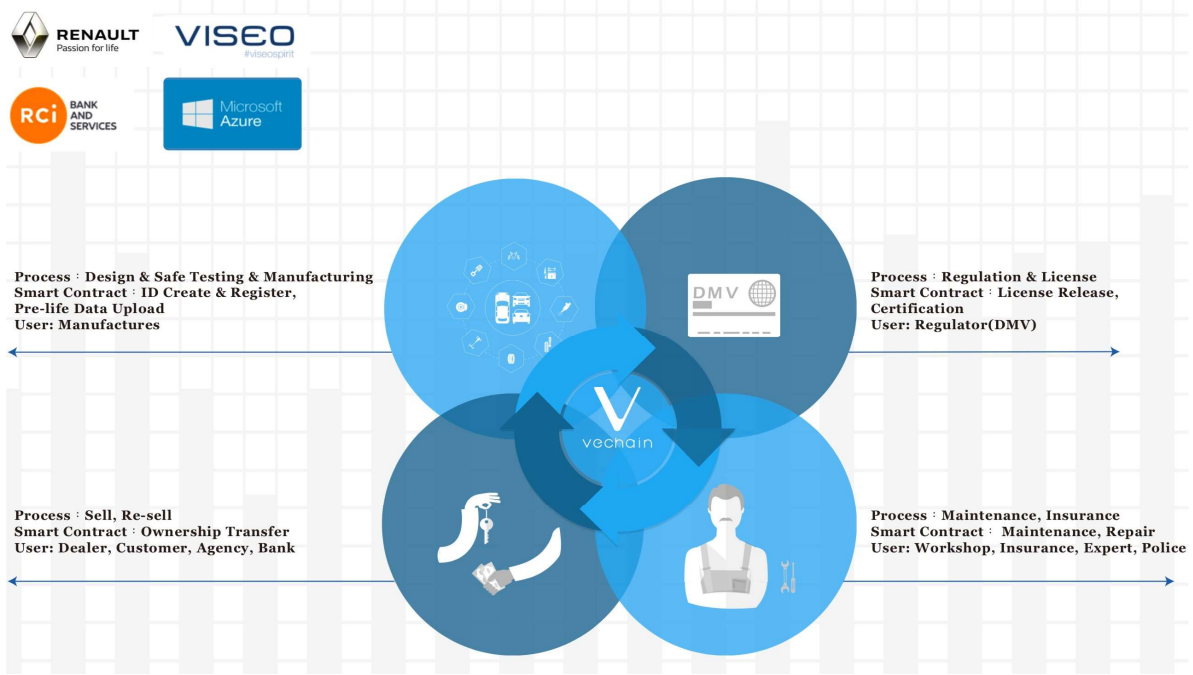 RENAULT
Passion for life
VISEO
#viseospirit
RCi
BANK
AND
SERVICES
Microsoft
Azure
Process : Design & Safe Testing & Manufacturing
Smart Contract : ID Create & Register,
Pre-life Data Upload
User: Manufactures
DMV
Process : Regulation & License
Smart Contract : License Release,
Certification
User: Regulator(DMV)
vechain
Process : Sell, Re-sell
Smart Contract : Ownership Transfer
User: Dealer, Customer, Agency, Bank
Process : Maintenance, Insurance
Smart Contract : Maintenance, Repair
User: Workshop, Insurance, Expert, Police